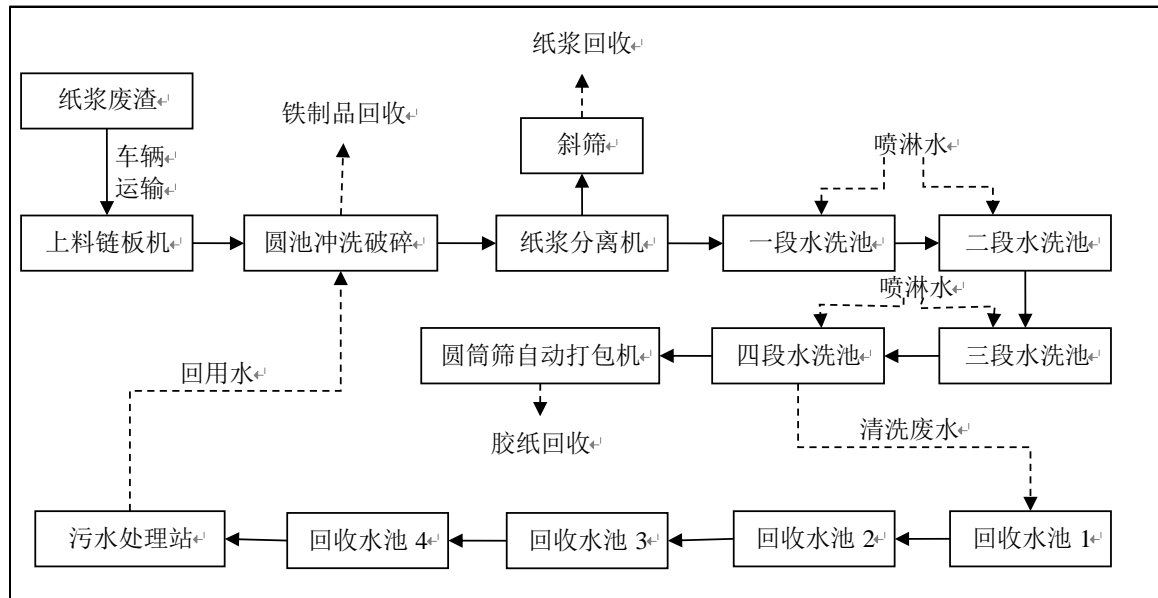 纸浆回收
纸浆废渣
铁制品回收
斜筛
喷淋水
车辆
运输
上料链板机
圆池冲洗破碎
纸浆分离机
一段水洗池
二段水洗池
喷淋水
圆筒筛自动打包机
四段水洗池
三段水洗池
回用水
胶纸回收
清洗废水
污水处理站
回收水池 4
回收水池 3
回收水池 2
回收水池 1